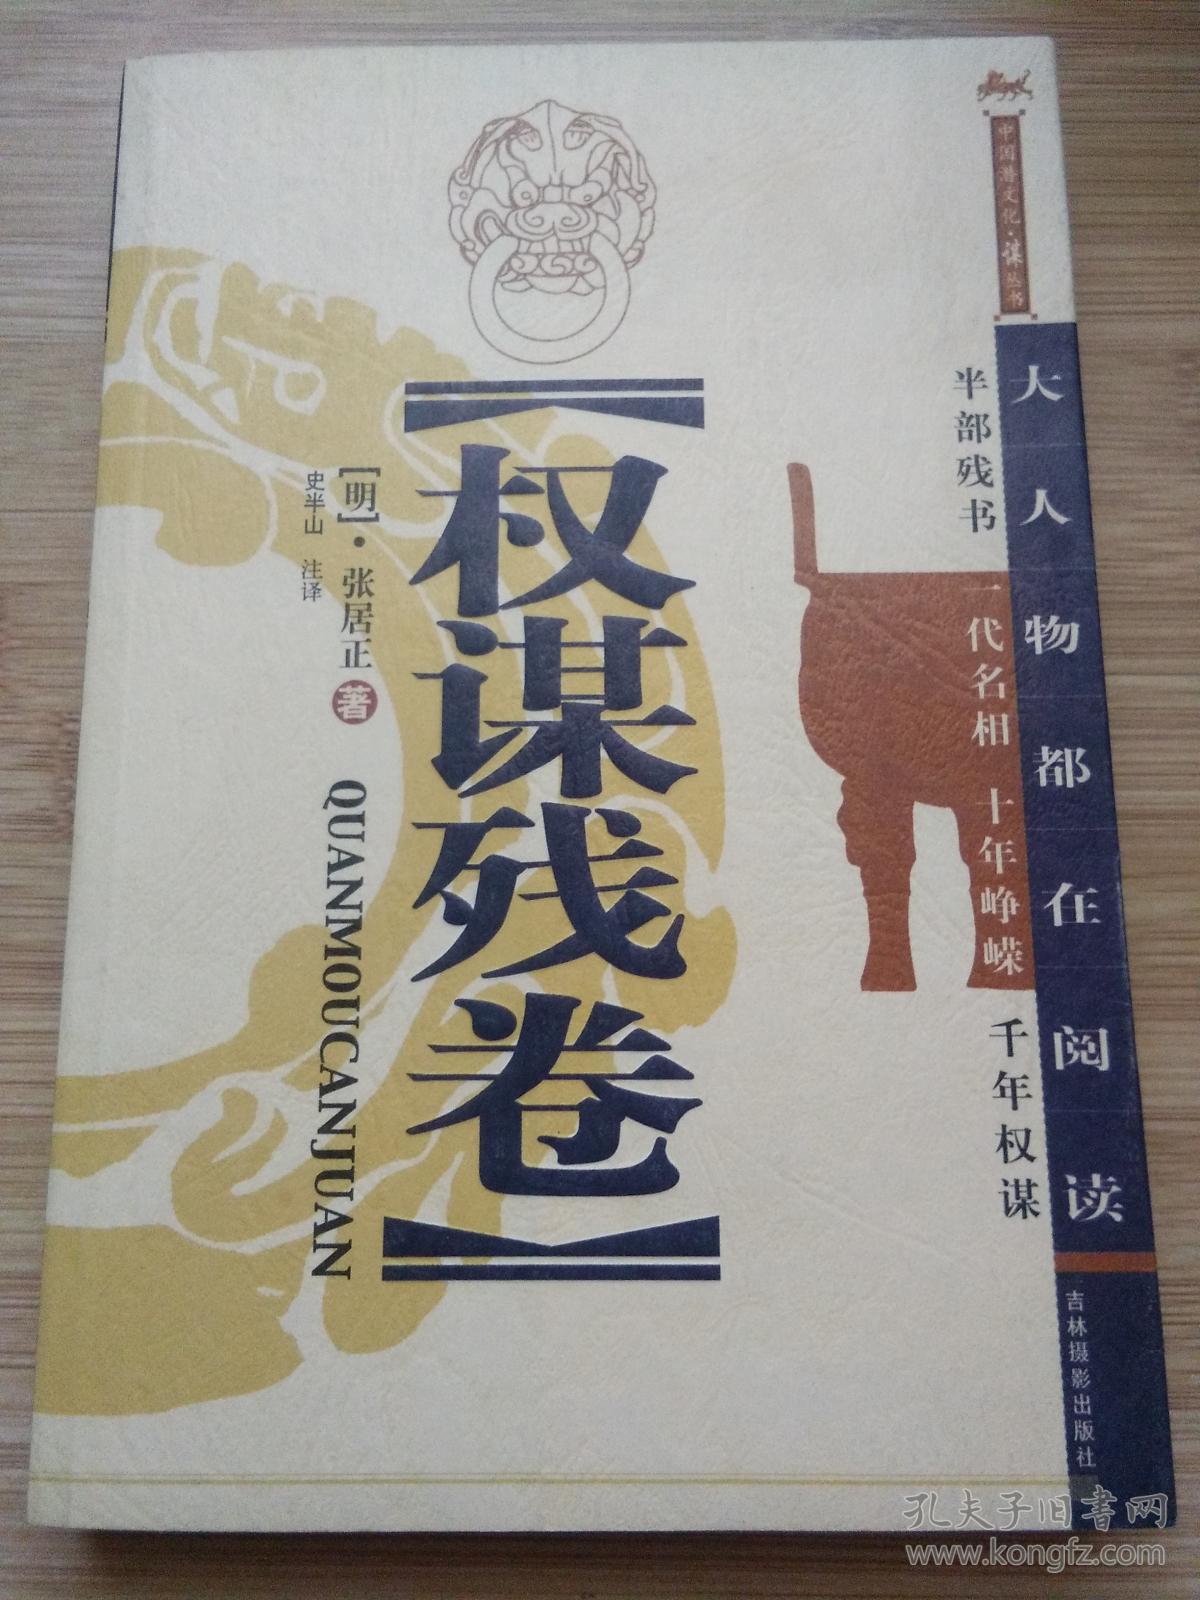 中国潜文化·谋丛书
大人物都在阅读
半部残书 一代名相 十年峥嵘 千年权谋
权谋残卷
[明]·张居正 著
史半山 注译
QUANMOUCANJUAN
吉林摄影出版社
孔夫子旧书网
www.kongfz.com